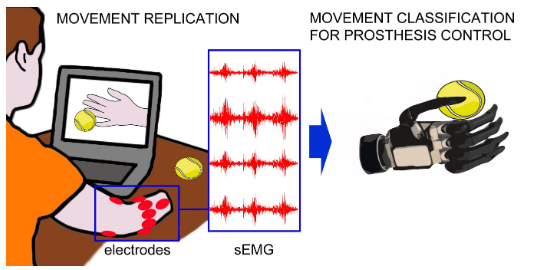 MOVEMENT REPLICATION
MOVEMENT CLASSIFICATION
FOR PROSTHESIS CONTROL
electrodes
sEMG